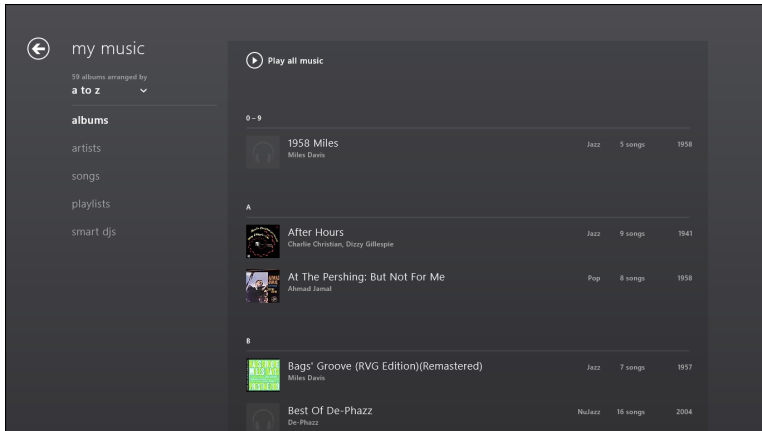 my music
59 albums arranged by
a to z
albums
artists
songs
playlists
smart djs
Play all music
0 – 9
1958 Miles Jazz 5 songs 1958
Miles Davis
A
After Hours Jazz 9 songs 1941
Charlie Christian, Dizzy Gillespie
At The Pershing: But Not For Me Pop 8 songs 1958
Ahmad Jamal
B
Bags' Groove (RVG Edition)(Remastered) Jazz 7 songs 1957
Miles Davis
Best Of De-Phazz NuJazz 16 songs 2004
De-Phazz